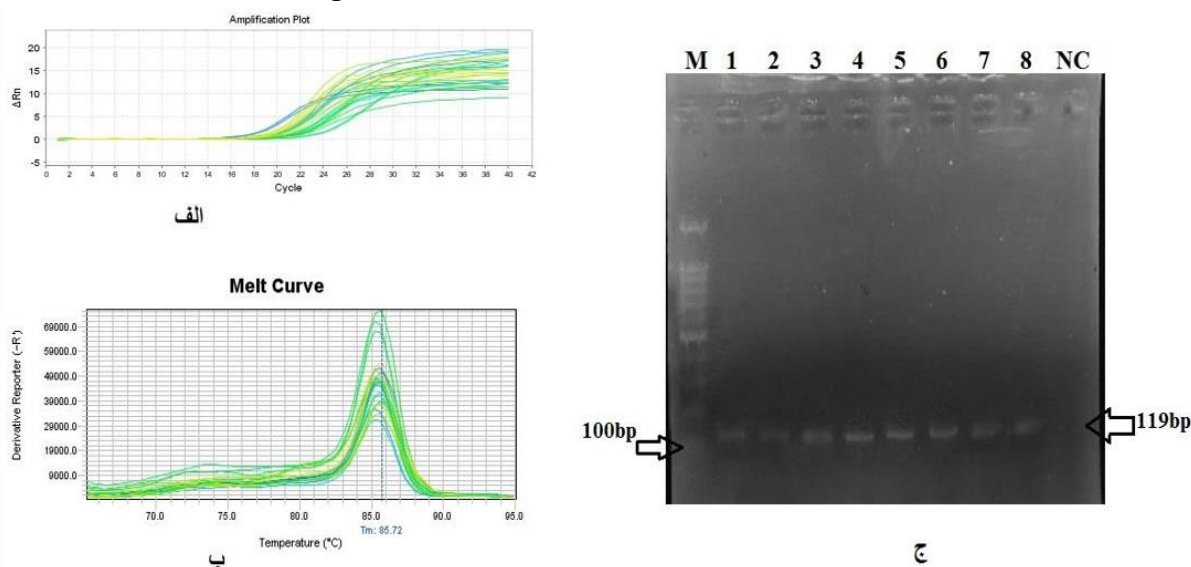 Amplification Plot
20
15
10
5
0
-5
ΔRn
0 2 4 6 8 10 12 14 16 18 20 22 24 26 28 30 32 34 36 38 40 42
Cycle
الف
Melt Curve
69000.0
59000.0
49000.0
39000.0
29000.0
19000.0
9000.0
Derivative Reporter (-R')
70.0 75.0 80.0 85.0 90.0 95.0
Tm: 85.72
Temperature (°C)
ب
M 1 2 3 4 5 6 7 8 NC
100bp
119bp
ج